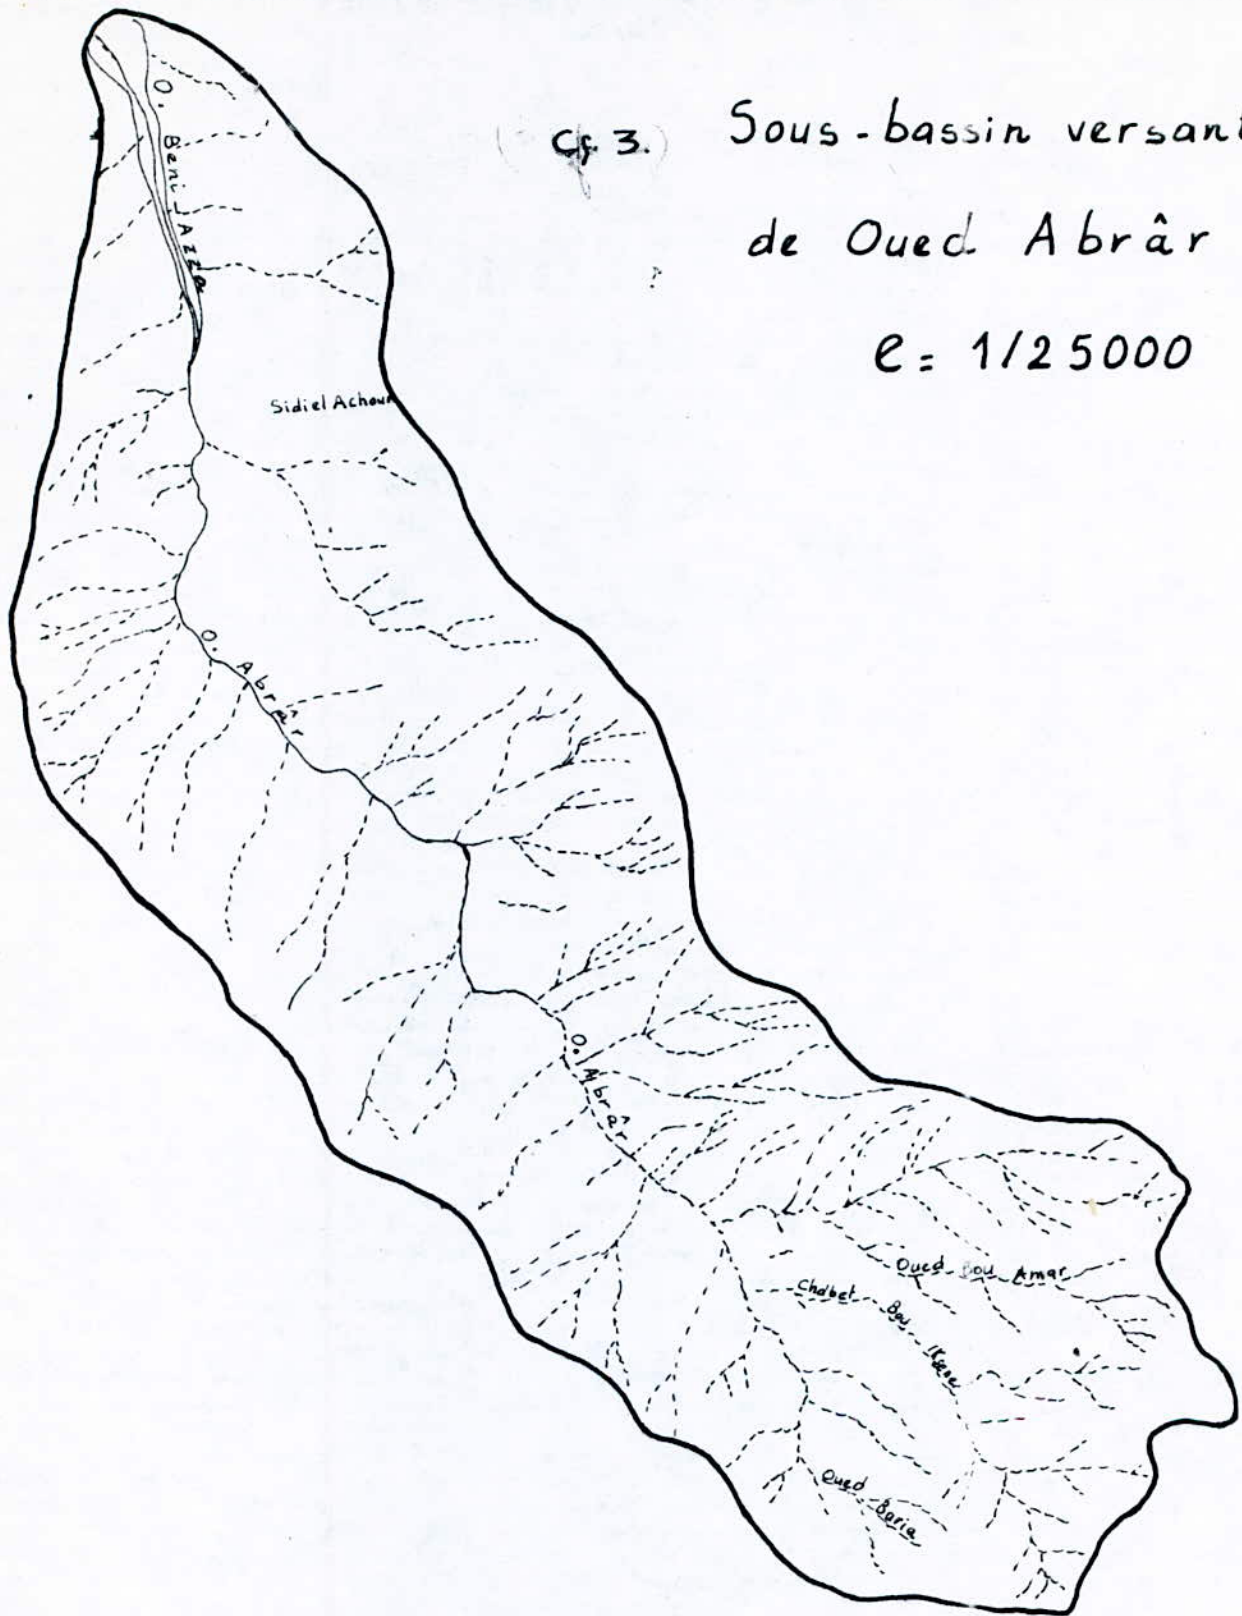 Cf. 3.
Sous-bassin versant
de Oued Abrâr
e = 1/25000
O. Beni-Azza
Sidi el Achour
O. Abrâr
O. Abrâr
Oued Bou Amar
Chabet Bou
Oued Baria